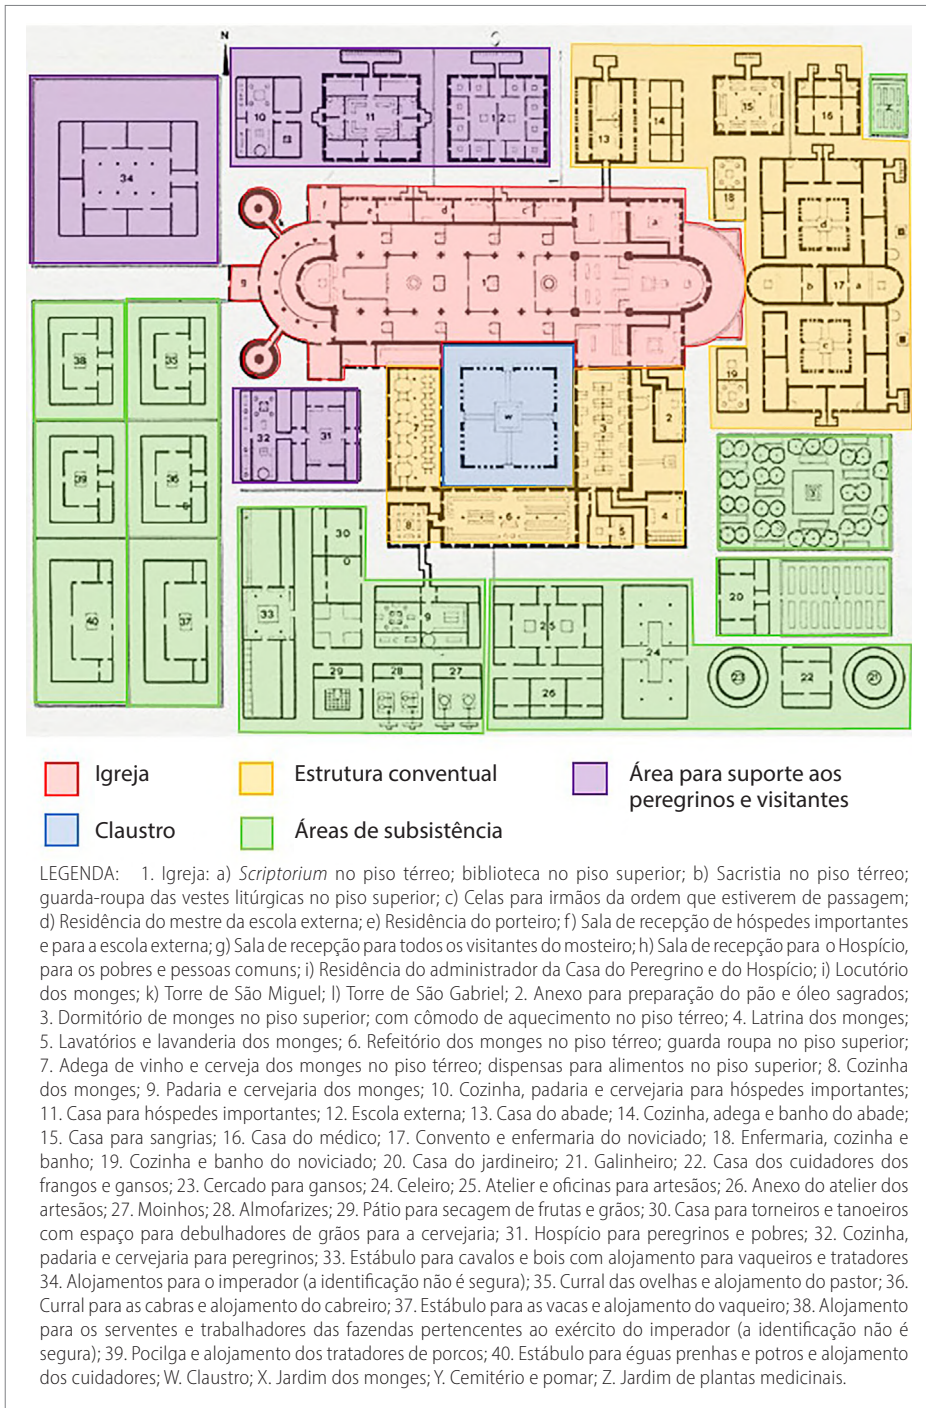 N
34
10
11
12
13
14
15
16
Z
18
f
e
d
c
a
g
1
d
b
17
a
c
19
38
35
39
36
40
37
32
31
7
W
3
2
8
6
5
4
Y
30
33
9
29
28
27
25
24
26
20
23
22
21
Igreja
Estrutura conventual
Área para suporte aos
peregrinos e visitantes
Claustro
Áreas de subsistência
LEGENDA: 1. Igreja: a) Scriptorium no piso térreo; biblioteca no piso superior; b) Sacristia no piso térreo;
guarda-roupa das vestes litúrgicas no piso superior; c) Celas para irmãos da ordem que estiverem de passagem;
d) Residência do mestre da escola externa; e) Residência do porteiro; f) Sala de recepção de hóspedes importantes
e para a escola externa; g) Sala de recepção para todos os visitantes do mosteiro; h) Sala de recepção para o Hospício,
para os pobres e pessoas comuns; i) Residência do administrador da Casa do Peregrino e do Hospício; i) Locutório
dos monges; k) Torre de São Miguel; l) Torre de São Gabriel; 2. Anexo para preparação do pão e óleo sagrados;
3. Dormitório de monges no piso superior; com cômodo de aquecimento no piso térreo; 4. Latrina dos monges;
5. Lavatórios e lavanderia dos monges; 6. Refeitório dos monges no piso térreo; guarda roupa no piso superior;
7. Adega de vinho e cerveja dos monges no piso térreo; dispensas para alimentos no piso superior; 8. Cozinha
dos monges; 9. Padaria e cervejaria dos monges; 10. Cozinha, padaria e cervejaria para hóspedes importantes;
11. Casa para hóspedes importantes; 12. Escola externa; 13. Casa do abade; 14. Cozinha, adega e banho do abade;
15. Casa para sangrias; 16. Casa do médico; 17. Convento e enfermaria do noviciado; 18. Enfermaria, cozinha e
banho; 19. Cozinha e banho do noviciado; 20. Casa do jardineiro; 21. Galinheiro; 22. Casa dos cuidadores dos
frangos e gansos; 23. Cercado para gansos; 24. Celeiro; 25. Atelier e oficinas para artesãos; 26. Anexo do atelier dos
artesãos; 27. Moinhos; 28. Almofarizes; 29. Pátio para secagem de frutas e grãos; 30. Casa para torneiros e tanoeiros
com espaço para debulhadores de grãos para a cervejaria; 31. Hospício para peregrinos e pobres; 32. Cozinha,
padaria e cervejaria para peregrinos; 33. Estábulo para cavalos e bois com alojamento para vaqueiros e tratadores
34. Alojamentos para o imperador (a identificação não é segura); 35. Curral das ovelhas e alojamento do pastor; 36.
Curral para as cabras e alojamento do cabreiro; 37. Estábulo para as vacas e alojamento do vaqueiro; 38. Alojamento
para os serventes e trabalhadores das fazendas pertencentes ao exército do imperador (a identificação não é
segura); 39. Pocilga e alojamento dos tratadores de porcos; 40. Estábulo para éguas prenhas e potros e alojamento
dos cuidadores; W. Claustro; X. Jardim dos monges; Y. Cemitério e pomar; Z. Jardim de plantas medicinais.